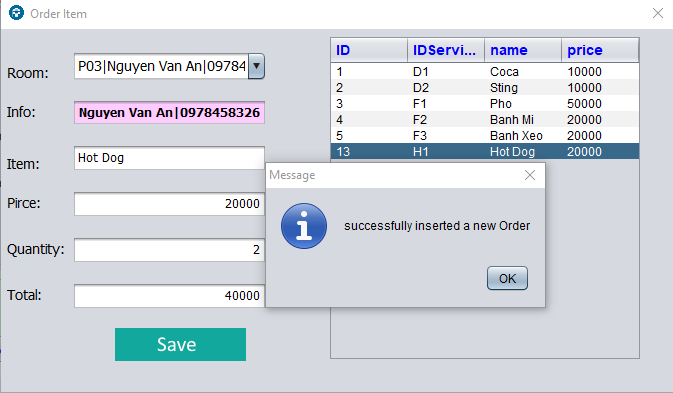 Order Item
Room: P03|Nguyen Van An|09784
Info: Nguyen Van An|0978458326
Item: Hot Dog
Pirce: 20000
Quantity: 2
Total: 40000
Save
ID IDServi... name price
1 D1 Coca 10000
2 D2 Sting 10000
3 F1 Pho 50000
4 F2 Banh Mi 20000
5 F3 Banh Xeo 20000
13 H1 Hot Dog 20000
Message
successfully inserted a new Order
OK